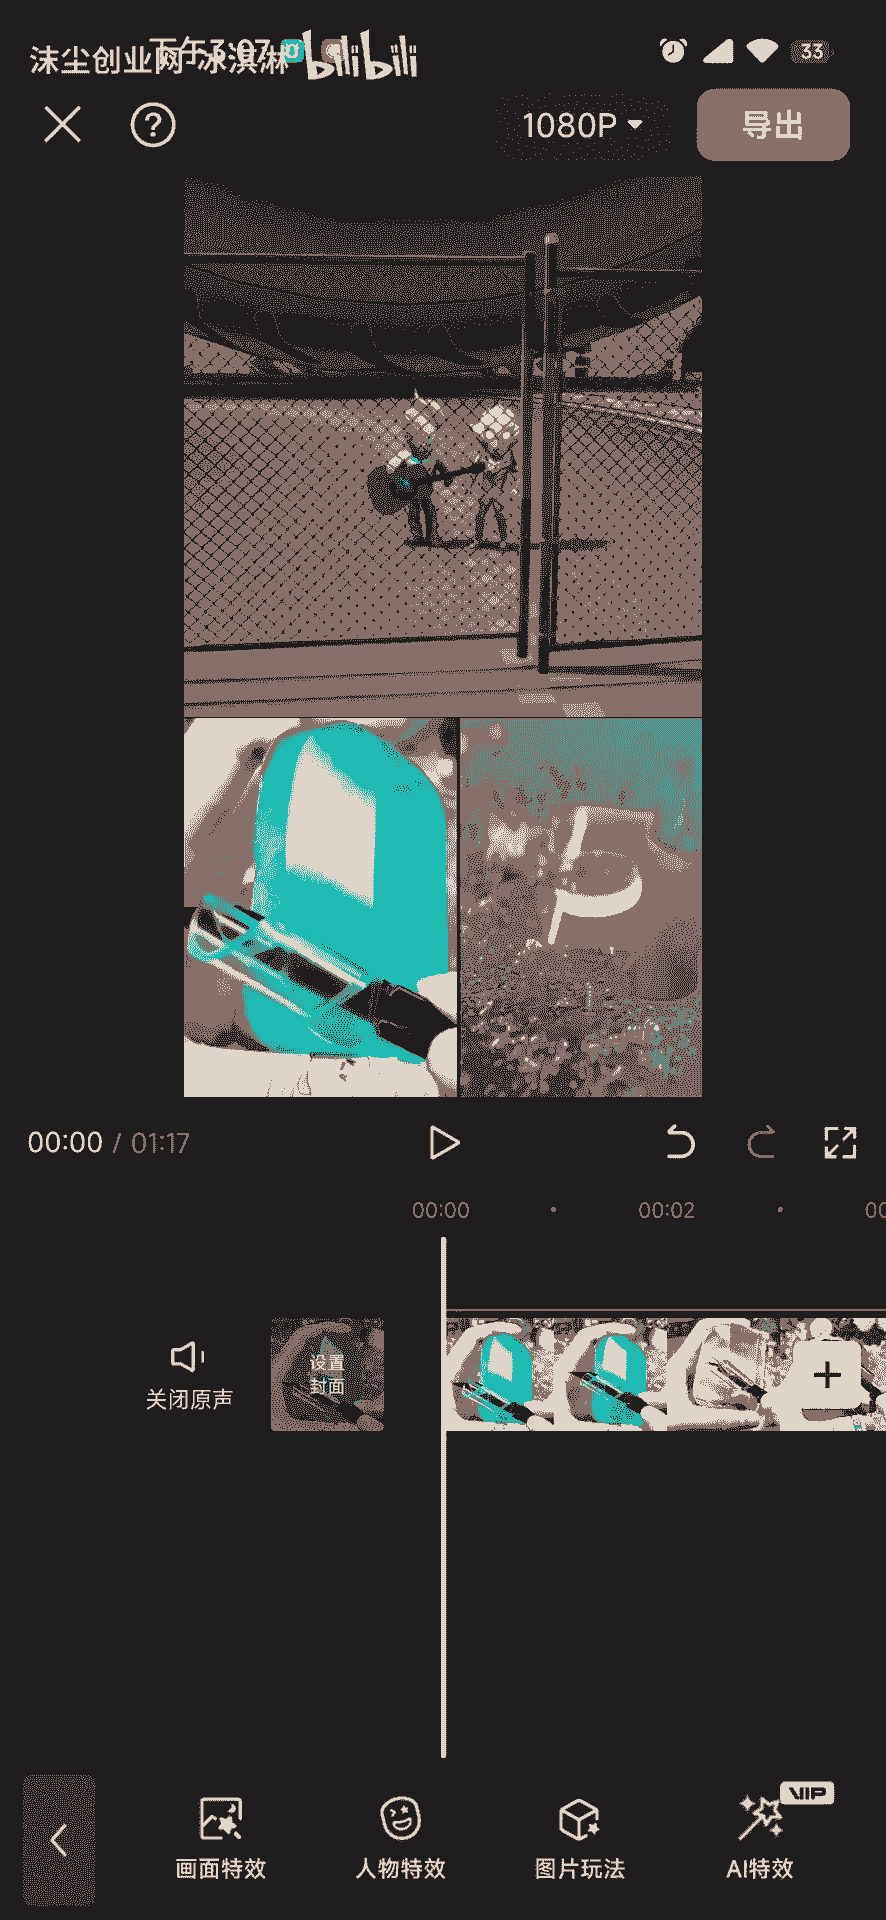 下午3:07
沫尘创业网-冰淇淋 bilibili
33
1080P
导出
00:00 / 01:17
00:00
00:02
00
关闭原声
设置
封面
VIP
画面特效
人物特效
图片玩法
AI特效